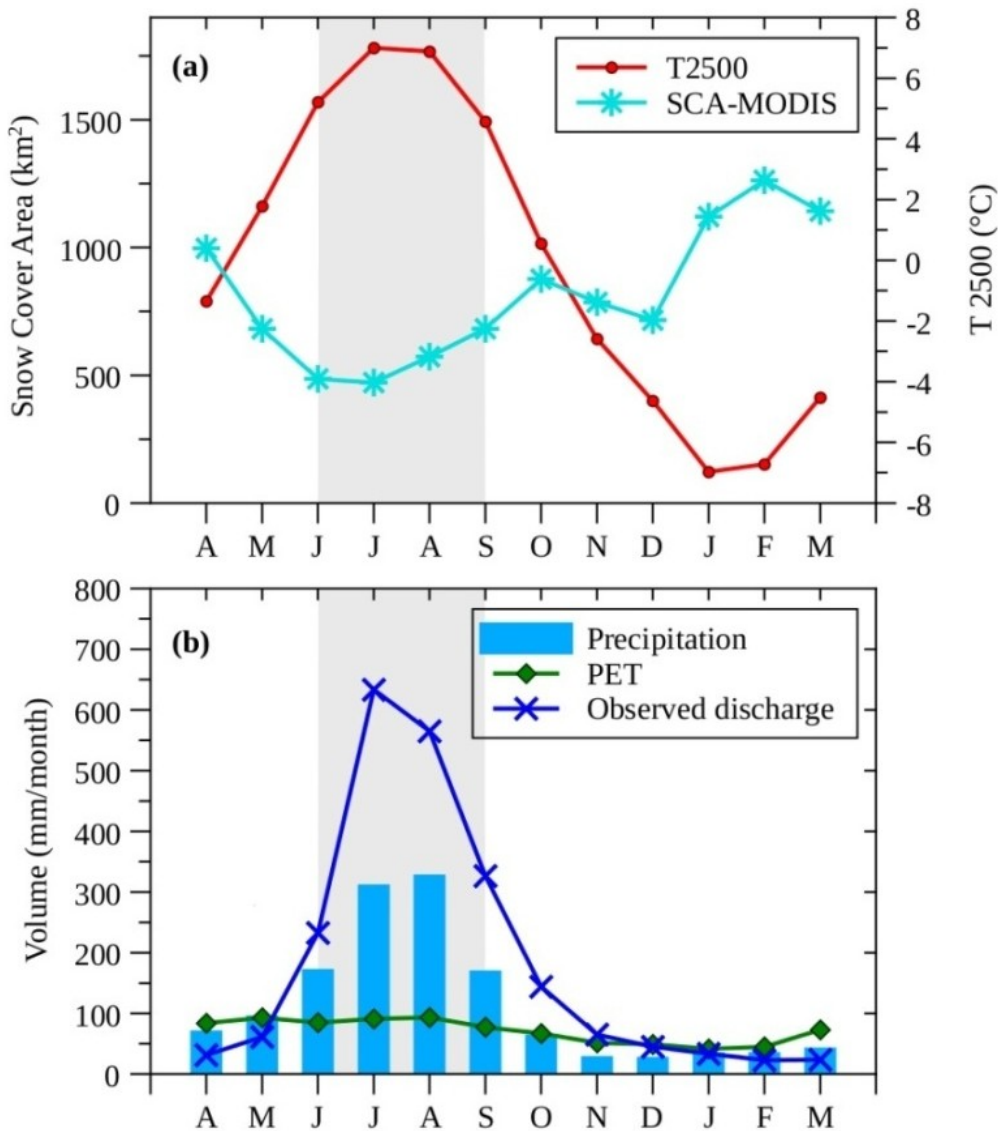 (a)
T2500
SCA-MODIS
Snow Cover Area (km²)
1500
1000
500
0
8
6
4
2
0
-2
-4
-6
-8
T 2500 (°C)
A M J J A S O N D J F M
(b)
Precipitation
PET
Observed discharge
Volume (mm/month)
800
700
600
500
400
300
200
100
0
A M J J A S O N D J F M